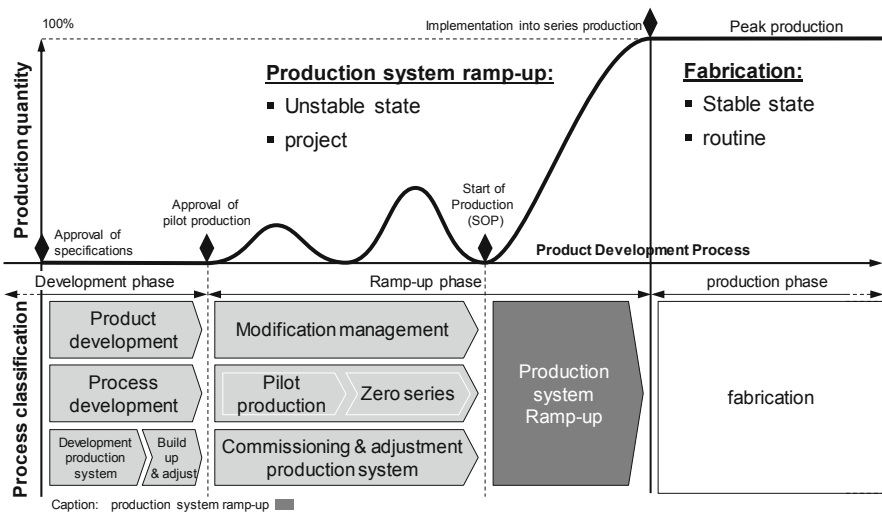 100%
Implementation into series production
Peak production
Production quantity
Production system ramp-up:
▪ Unstable state
▪ project
Fabrication:
▪ Stable state
▪ routine
Approval of
specifications
Approval of
pilot production
Start of
Production
(SOP)
Product Development Process
Development phase
Ramp-up phase
production phase
Process classification
Product
development
Modification management
Process
development
Pilot
production
Zero series
Development
production
system
Build
up
& adjust
Commissioning & adjustment
production system
Production
system
Ramp-up
fabrication
Caption: production system ramp-up